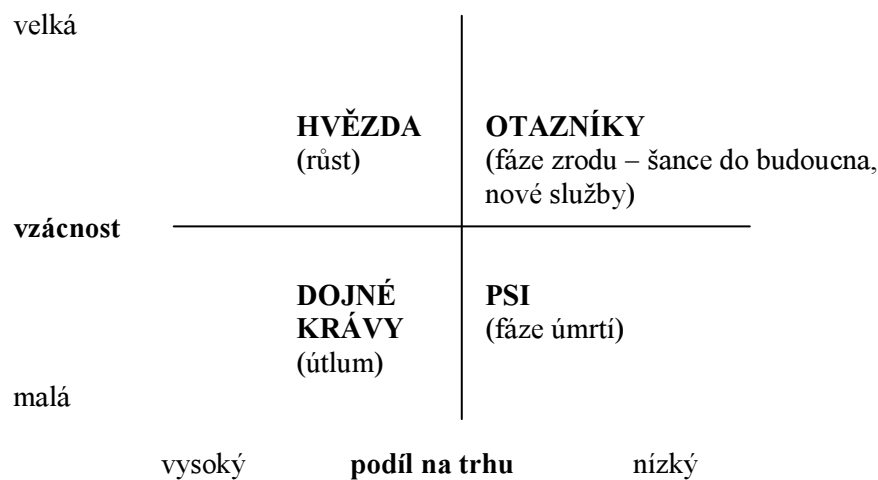 velká
HVĚZDA
(růst)
OTAZNÍKY
(fáze zrodu – šance do budoucna,
nové služby)
vzácnost
DOJNÉ
KRÁVY
(útlum)
PSI
(fáze úmrtí)
malá
vysoký podíl na trhu nízký